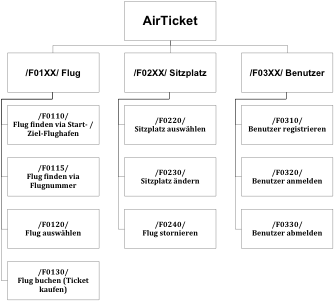 AirTicket
/F01XX/ Flug
/F02XX/ Sitzplatz
/F03XX/ Benutzer
/F0110/
Flug finden via Start- /
Ziel-Flughafen
/F0220/
Sitzplatz auswählen
/F0310/
Benutzer registrieren
/F0115/
Flug finden via
Flugnummer
/F0230/
Sitzplatz ändern
/F0320/
Benutzer anmelden
/F0120/
Flug auswählen
/F0240/
Flug stornieren
/F0330/
Benutzer abmelden
/F0130/
Flug buchen (Ticket
kaufen)